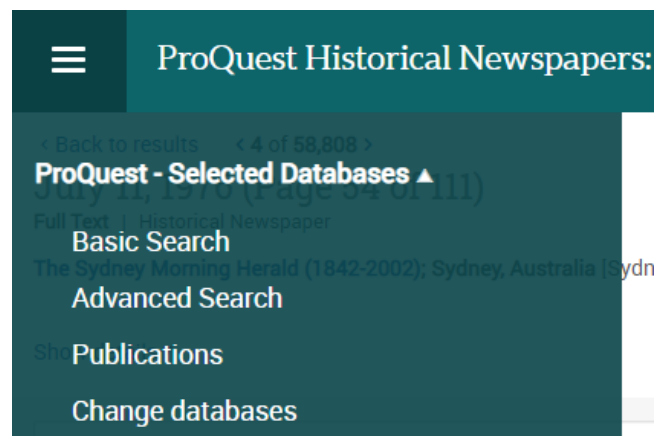 ProQuest Historical Newspapers:
< Back to results < 4 of 58,808 >
ProQuest - Selected Databases ▲
July 11, 1976 (Page 54 of 111)
Full Text | Historical Newspaper
Basic Search
The Sydney Morning Herald (1842-2002); Sydney, Australia |Sydn
Advanced Search
Publications
Change databases